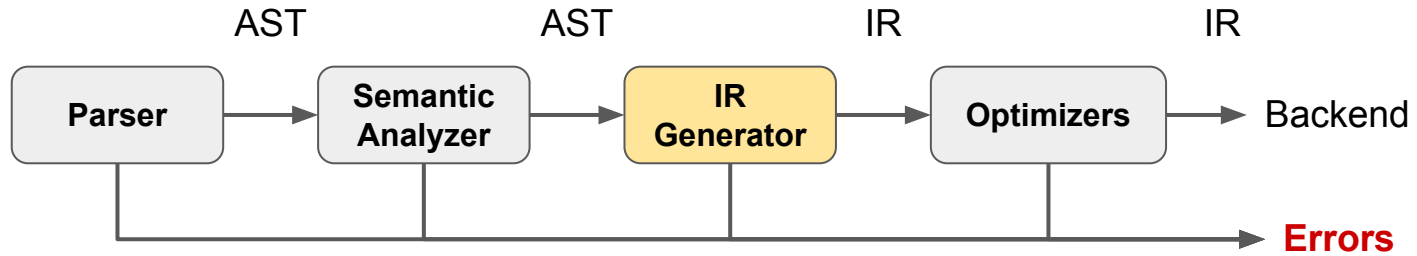 AST
AST
IR
IR
Parser
Semantic
Analyzer
IR
Generator
Optimizers
Backend
Errors